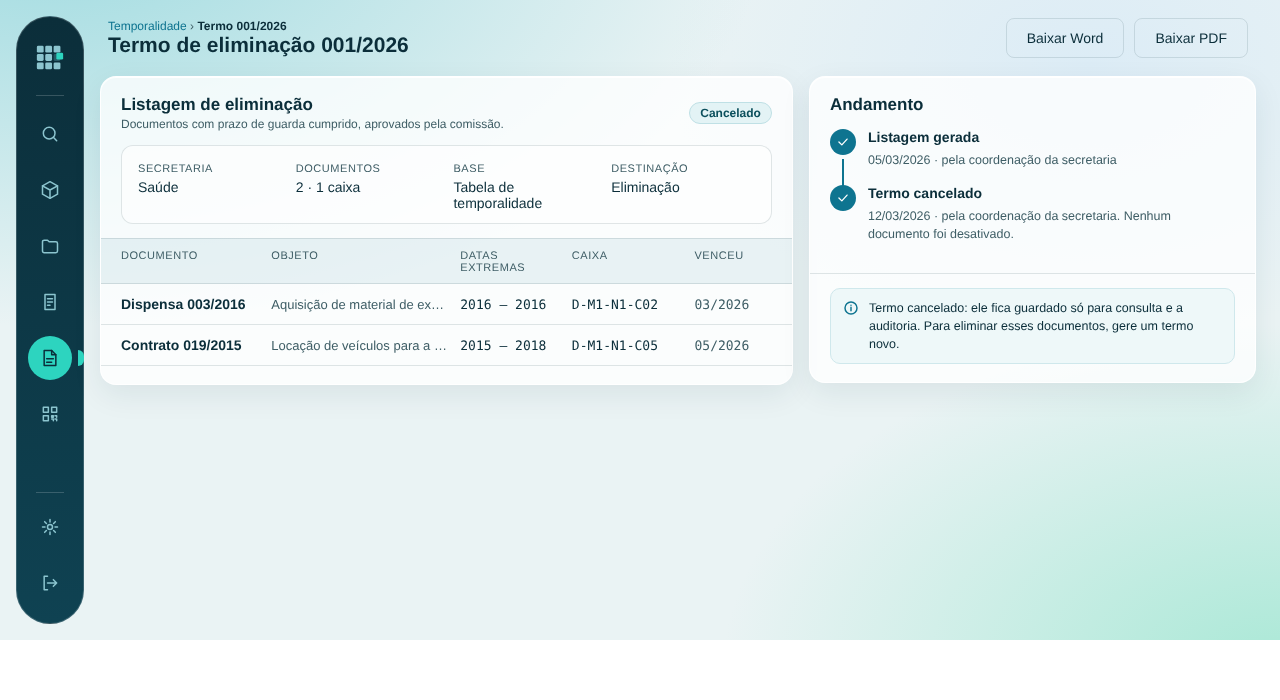 Temporalidade › Termo 001/2026
Termo de eliminação 001/2026
Baixar Word
Baixar PDF
Listagem de eliminação
Documentos com prazo de guarda cumprido, aprovados pela comissão.
Cancelado
SECRETARIA
Saúde
DOCUMENTOS
2 · 1 caixa
BASE
Tabela de
temporalidade
DESTINAÇÃO
Eliminação
DOCUMENTO OBJETO DATAS EXTREMAS CAIXA VENCEU
Dispensa 003/2016 Aquisição de material de ex… 2016 — 2016 D-M1-N1-C02 03/2026
Contrato 019/2015 Locação de veículos para a … 2015 — 2018 D-M1-N1-C05 05/2026
Andamento
Listagem gerada
05/03/2026 · pela coordenação da secretaria
Termo cancelado
12/03/2026 · pela coordenação da secretaria. Nenhum
documento foi desativado.
Termo cancelado: ele fica guardado só para consulta e a
auditoria. Para eliminar esses documentos, gere um termo
novo.